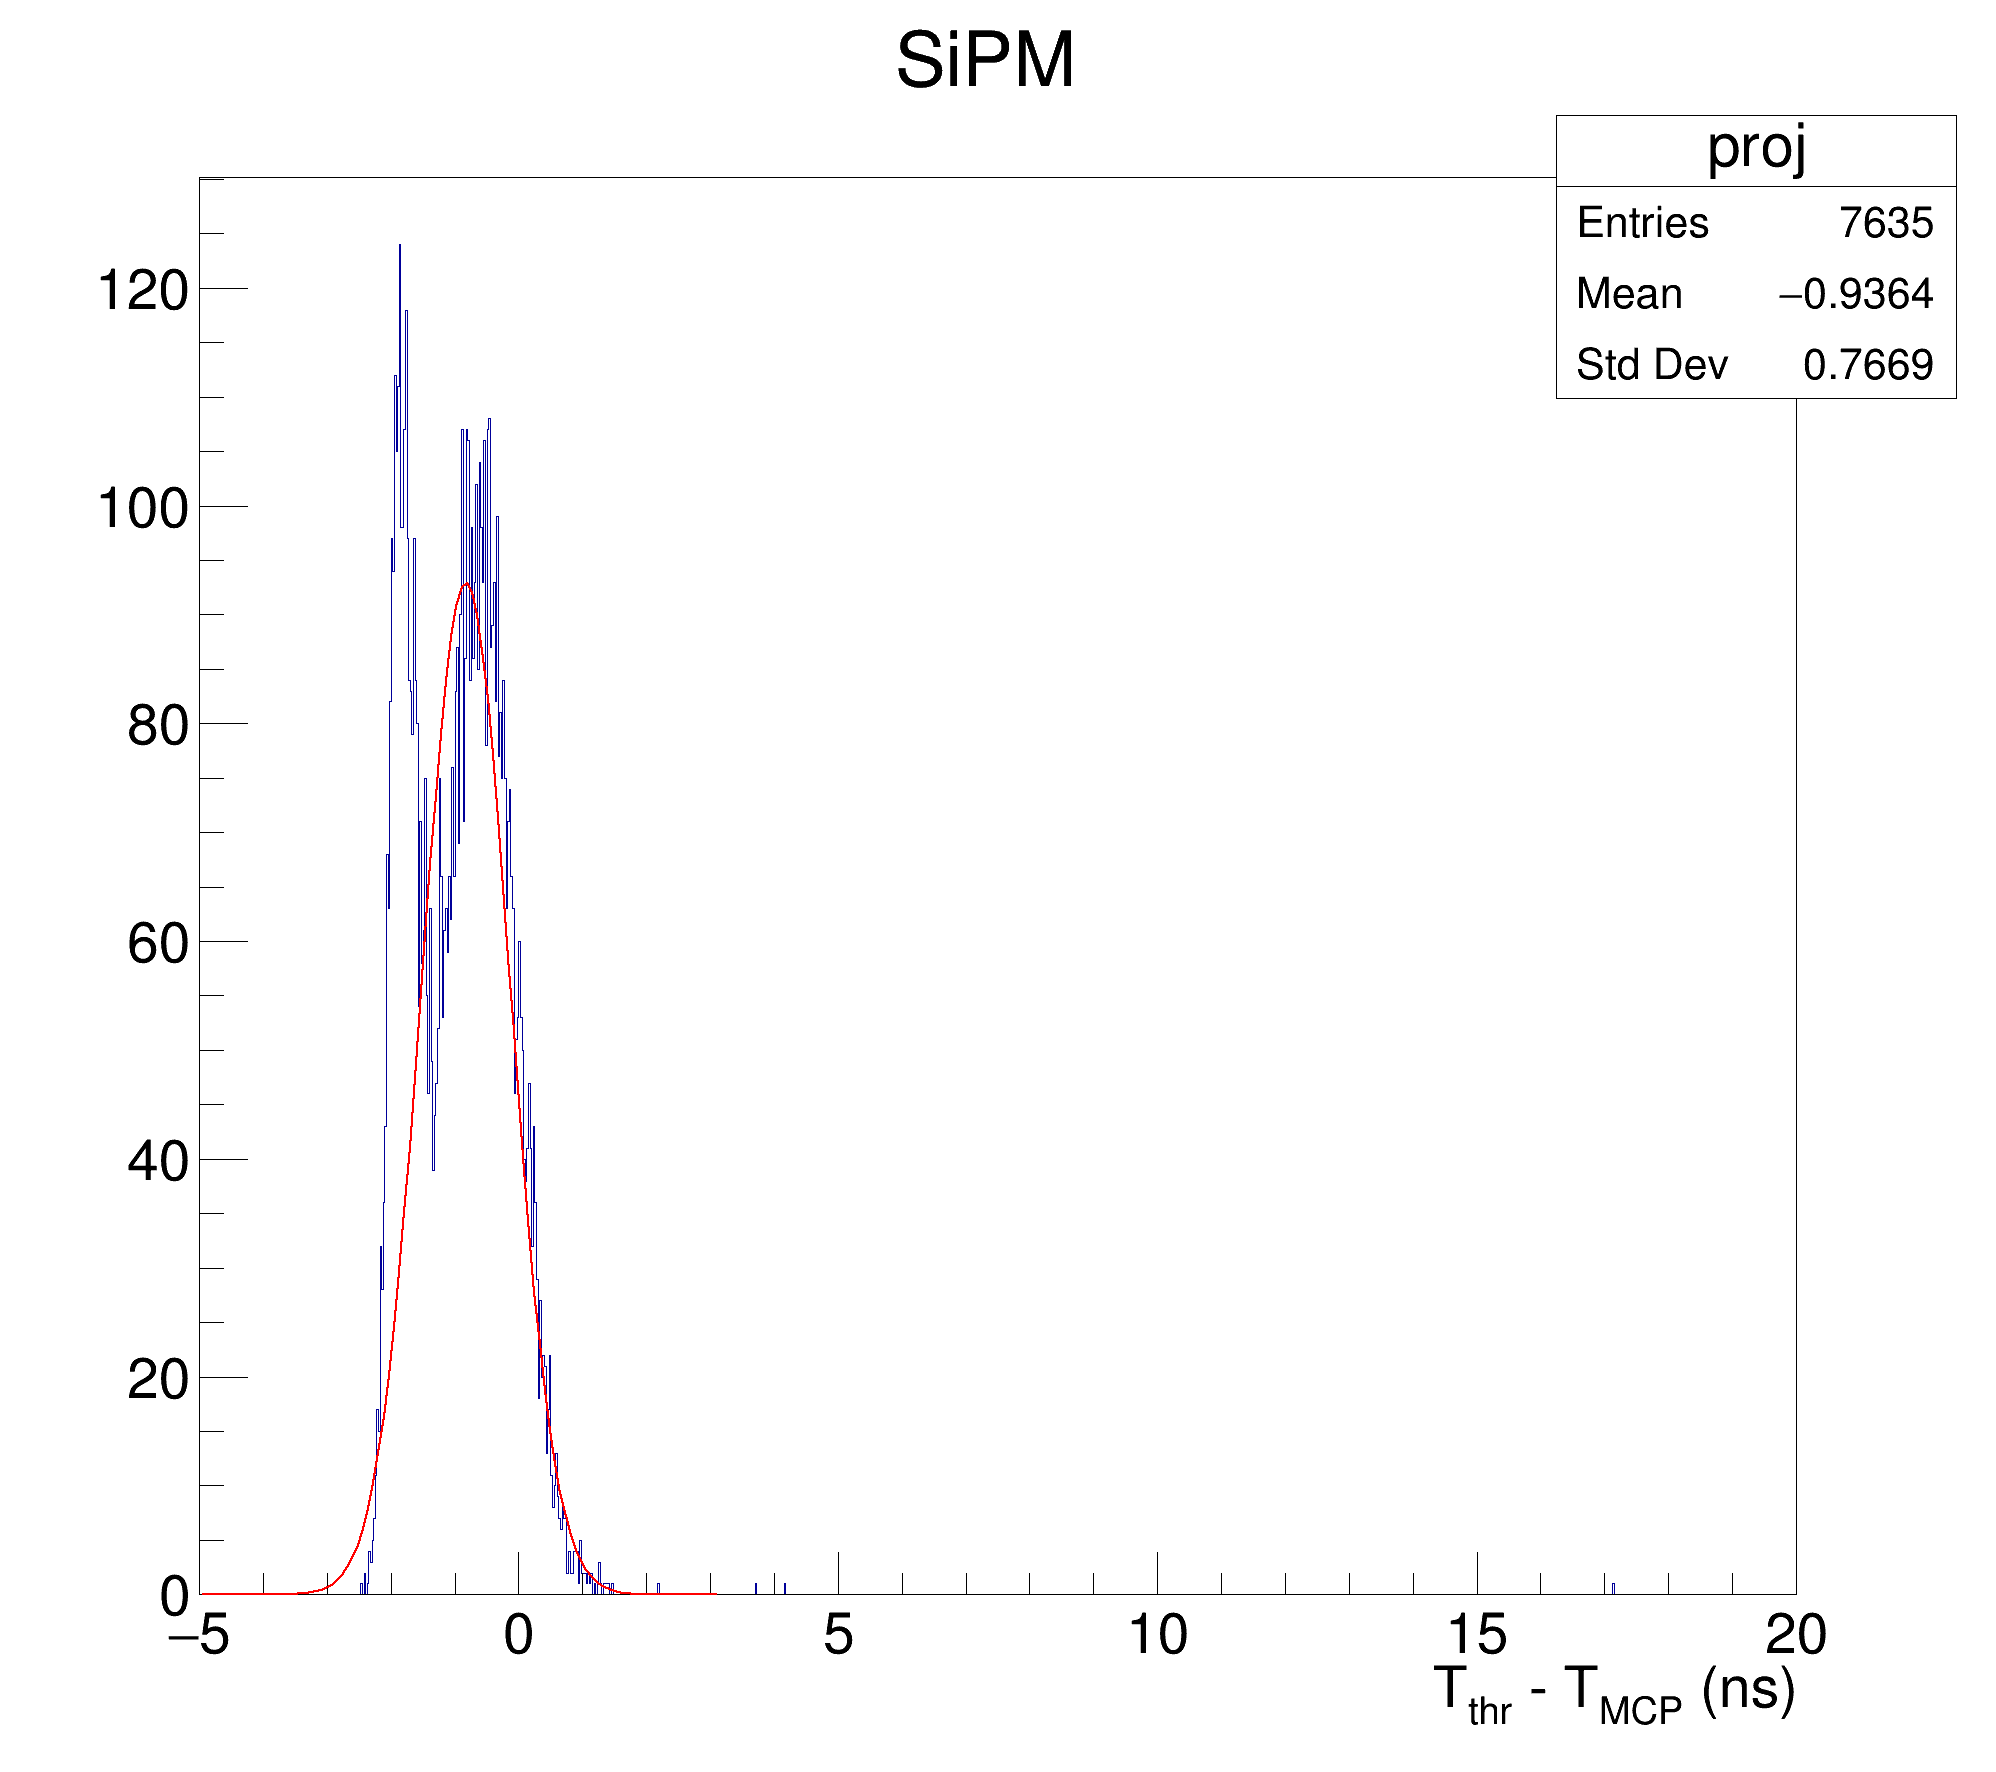 SiPM
proj
Entries 7635
Mean −0.9364
Std Dev 0.7669
120
100
80
60
40
20
0
−5 0 5 10 15 20
T_thr - T_MCP (ns)